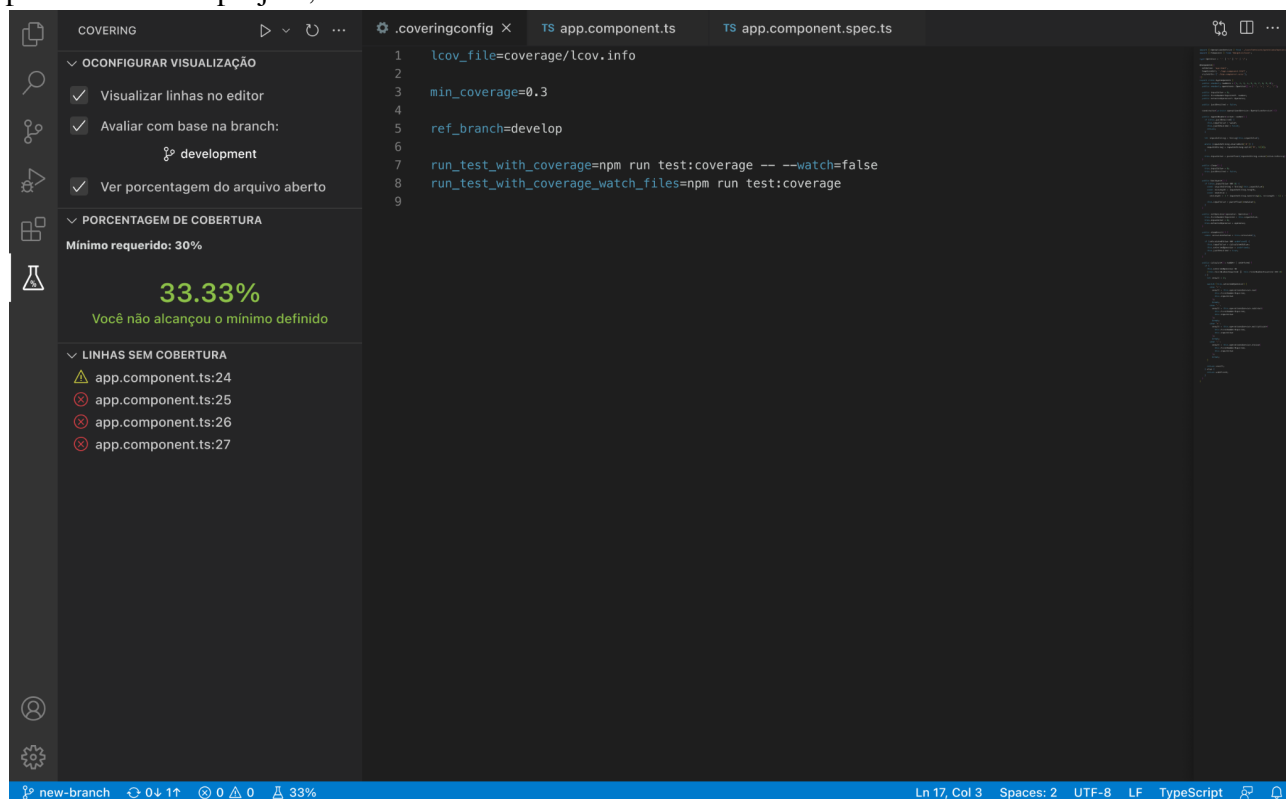 COVERING
OCONFIGURAR VISUALIZAÇÃO
Visualizar linhas no editor
Avaliar com base na branch:
development
Ver porcentagem do arquivo aberto
PORCENTAGEM DE COBERTURA
Mínimo requerido: 30%
33.33%
Você não alcançou o mínimo definido
LINHAS SEM COBERTURA
app.component.ts:24
app.component.ts:25
app.component.ts:26
app.component.ts:27
.coveringconfig
TS app.component.ts
TS app.component.spec.ts
1 lcov_file=coverage/lcov.info
2
3 min_coverage=0.3
4
5 ref_branch=develop
6
7 run_test_with_coverage=npm run test:coverage -- --watch=false
8 run_test_with_coverage_watch_files=npm run test:coverage
9
new-branch 0↓ 1↑ 0 0 33%
Ln 17, Col 3 Spaces: 2 UTF-8 LF TypeScript